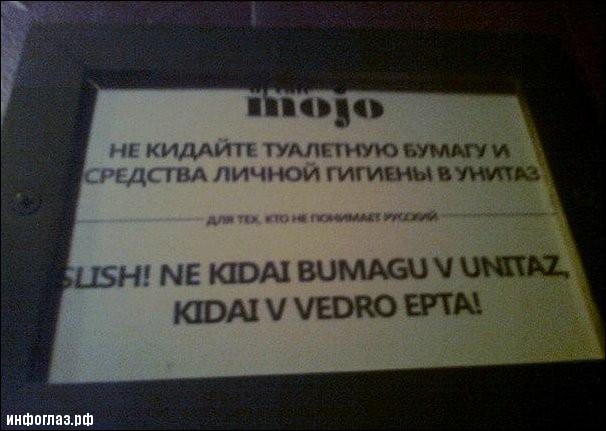 mojo
НЕ КИДАЙТЕ ТУАЛЕТНУЮ БУМАГУ И
СРЕДСТВА ЛИЧНОЙ ГИГИЕНЫ В УНИТАЗ
ДЛЯ ТЕХ, КТО НЕ ПОНИМАЕТ РУССКИЙ
SLISH! NE KIDAI BUMAGU V UNITAZ,
KIDAI V VEDRO EPTA!
инфоглаз.рф